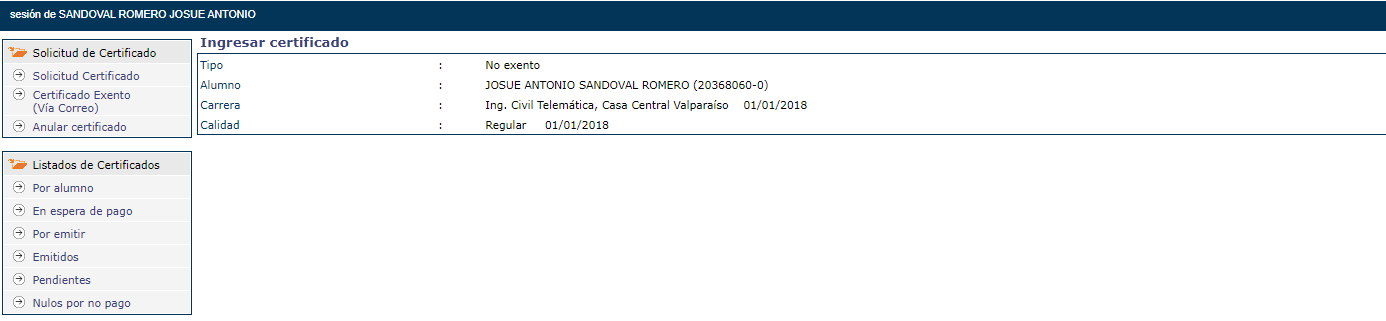 sesión de SANDOVAL ROMERO JOSUE ANTONIO
Solicitud de Certificado
Solicitud Certificado
Certificado Exento
(Vía Correo)
Anular certificado
Listados de Certificados
Por alumno
En espera de pago
Por emitir
Emitidos
Pendientes
Nulos por no pago
Ingresar certificado
Tipo : No exento
Alumno : JOSUE ANTONIO SANDOVAL ROMERO (20368060-0)
Carrera : Ing. Civil Telemática, Casa Central Valparaíso 01/01/2018
Calidad : Regular 01/01/2018